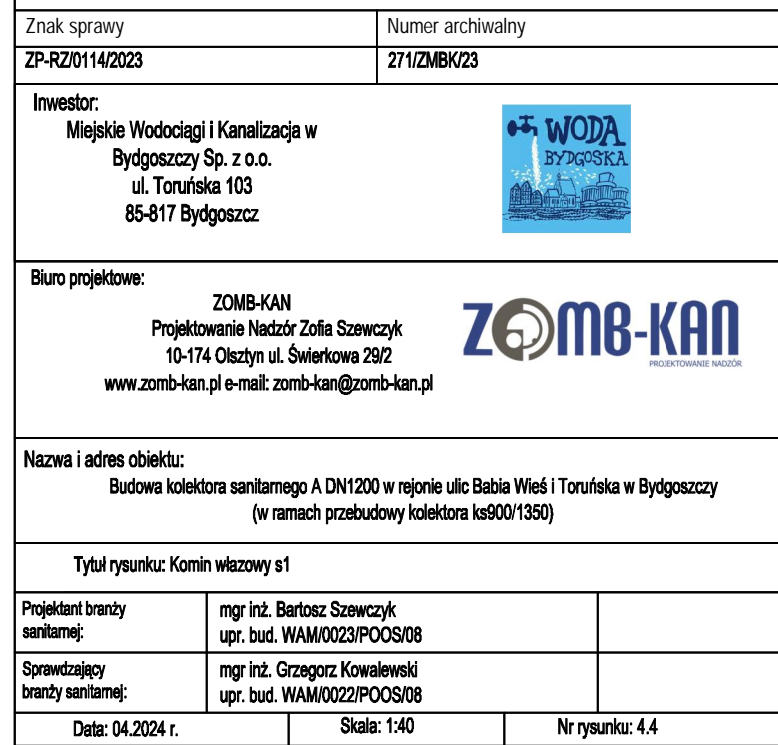 Znak sprawy
Numer archiwalny
ZP-RZ/0114/2023
271/ZMBK/23
Inwestor:
Miejskie Wodociągi i Kanalizacja w
Bydgoszczy Sp. z o.o.
ul. Toruńska 103
85-817 Bydgoszcz
WODA
BYDGOSKA
Biuro projektowe:
ZOMB-KAN
Projektowanie Nadzór Zofia Szewczyk
10-174 Olsztyn ul. Świerkowa 29/2
www.zomb-kan.pl e-mail: zomb-kan@zomb-kan.pl
ZOMB-KAN
PROJEKTOWANIE NADZÓR
Nazwa i adres obiektu:
Budowa kolektora sanitarnego A DN1200 w rejonie ulic Babia Wieś i Toruńska w Bydgoszczy
(w ramach przebudowy kolektora ks900/1350)
Tytuł rysunku: Komin włazowy s1
Projektant branży
sanitarnej:
mgr inż. Bartosz Szewczyk
upr. bud. WAM/0023/POOS/08
Sprawdzający
branży sanitarnej:
mgr inż. Grzegorz Kowalewski
upr. bud. WAM/0022/POOS/08
Data: 04.2024 r.
Skala: 1:40
Nr rysunku: 4.4